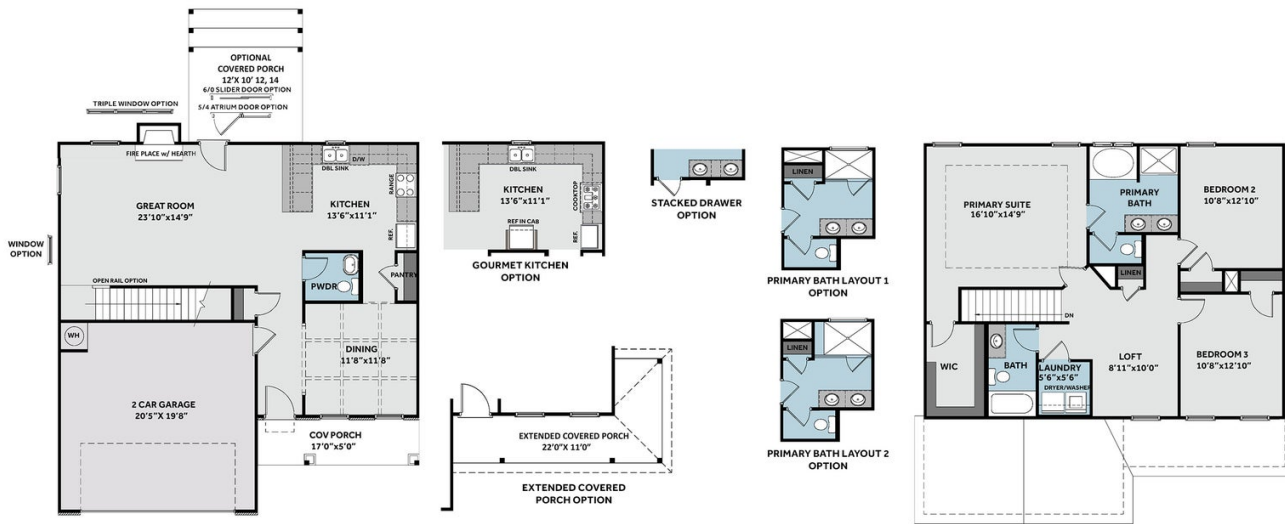 OPTIONAL
COVERED PORCH
12'X 10' 12, 14
6/0 SLIDER DOOR OPTION
5/4 ATRIUM DOOR OPTION
TRIPLE WINDOW OPTION
FIRE PLACE w/ HEARTH
DBL SINK
D/W
RANGE
GREAT ROOM
23'10"x14'9"
KITCHEN
13'6"x11'1"
REF.
WINDOW
OPTION
OPEN RAIL OPTION
PWDR
PANTRY
WH
DINING
11'8"x11'8"
2 CAR GARAGE
20'5"X 19'8"
COV PORCH
17'0"x5'0"
DBL SINK
KITCHEN
13'6"x11'1"
COOKTOP
REF IN CAB
REF.
GOURMET KITCHEN
OPTION
EXTENDED COVERED PORCH
22'0"X 11'0"
EXTENDED COVERED
PORCH OPTION
STACKED DRAWER
OPTION
LINEN
PRIMARY BATH LAYOUT 1
OPTION
LINEN
PRIMARY BATH LAYOUT 2
OPTION
PRIMARY SUITE
16'10"x14'9"
PRIMARY
BATH
BEDROOM 2
10'8"x12'10"
LINEN
DN
WIC
BATH
LAUNDRY
5'6"x5'6"
DRYER/WASHER
LOFT
8'11"x10'0"
BEDROOM 3
10'8"x12'10"